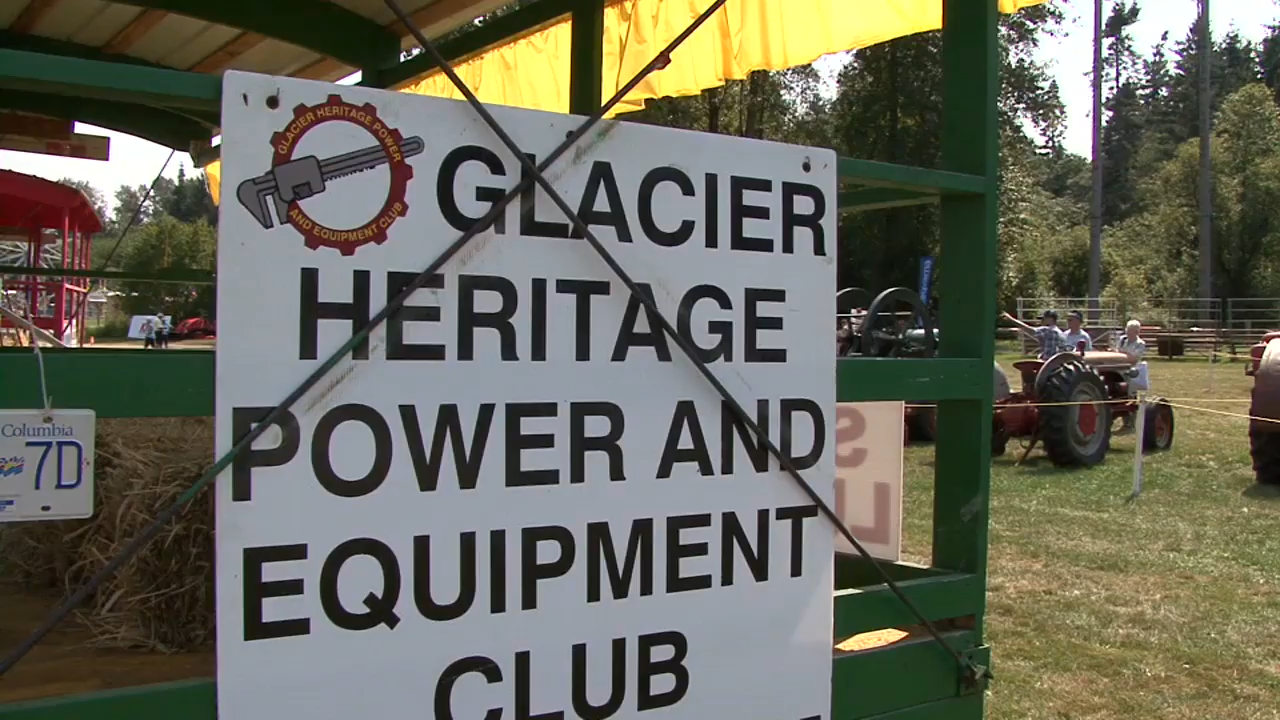 GLACIER HERITAGE POWER
AND EQUIPMENT CLUB
GLACIER
HERITAGE
POWER AND
EQUIPMENT
CLUB
Columbia
7D